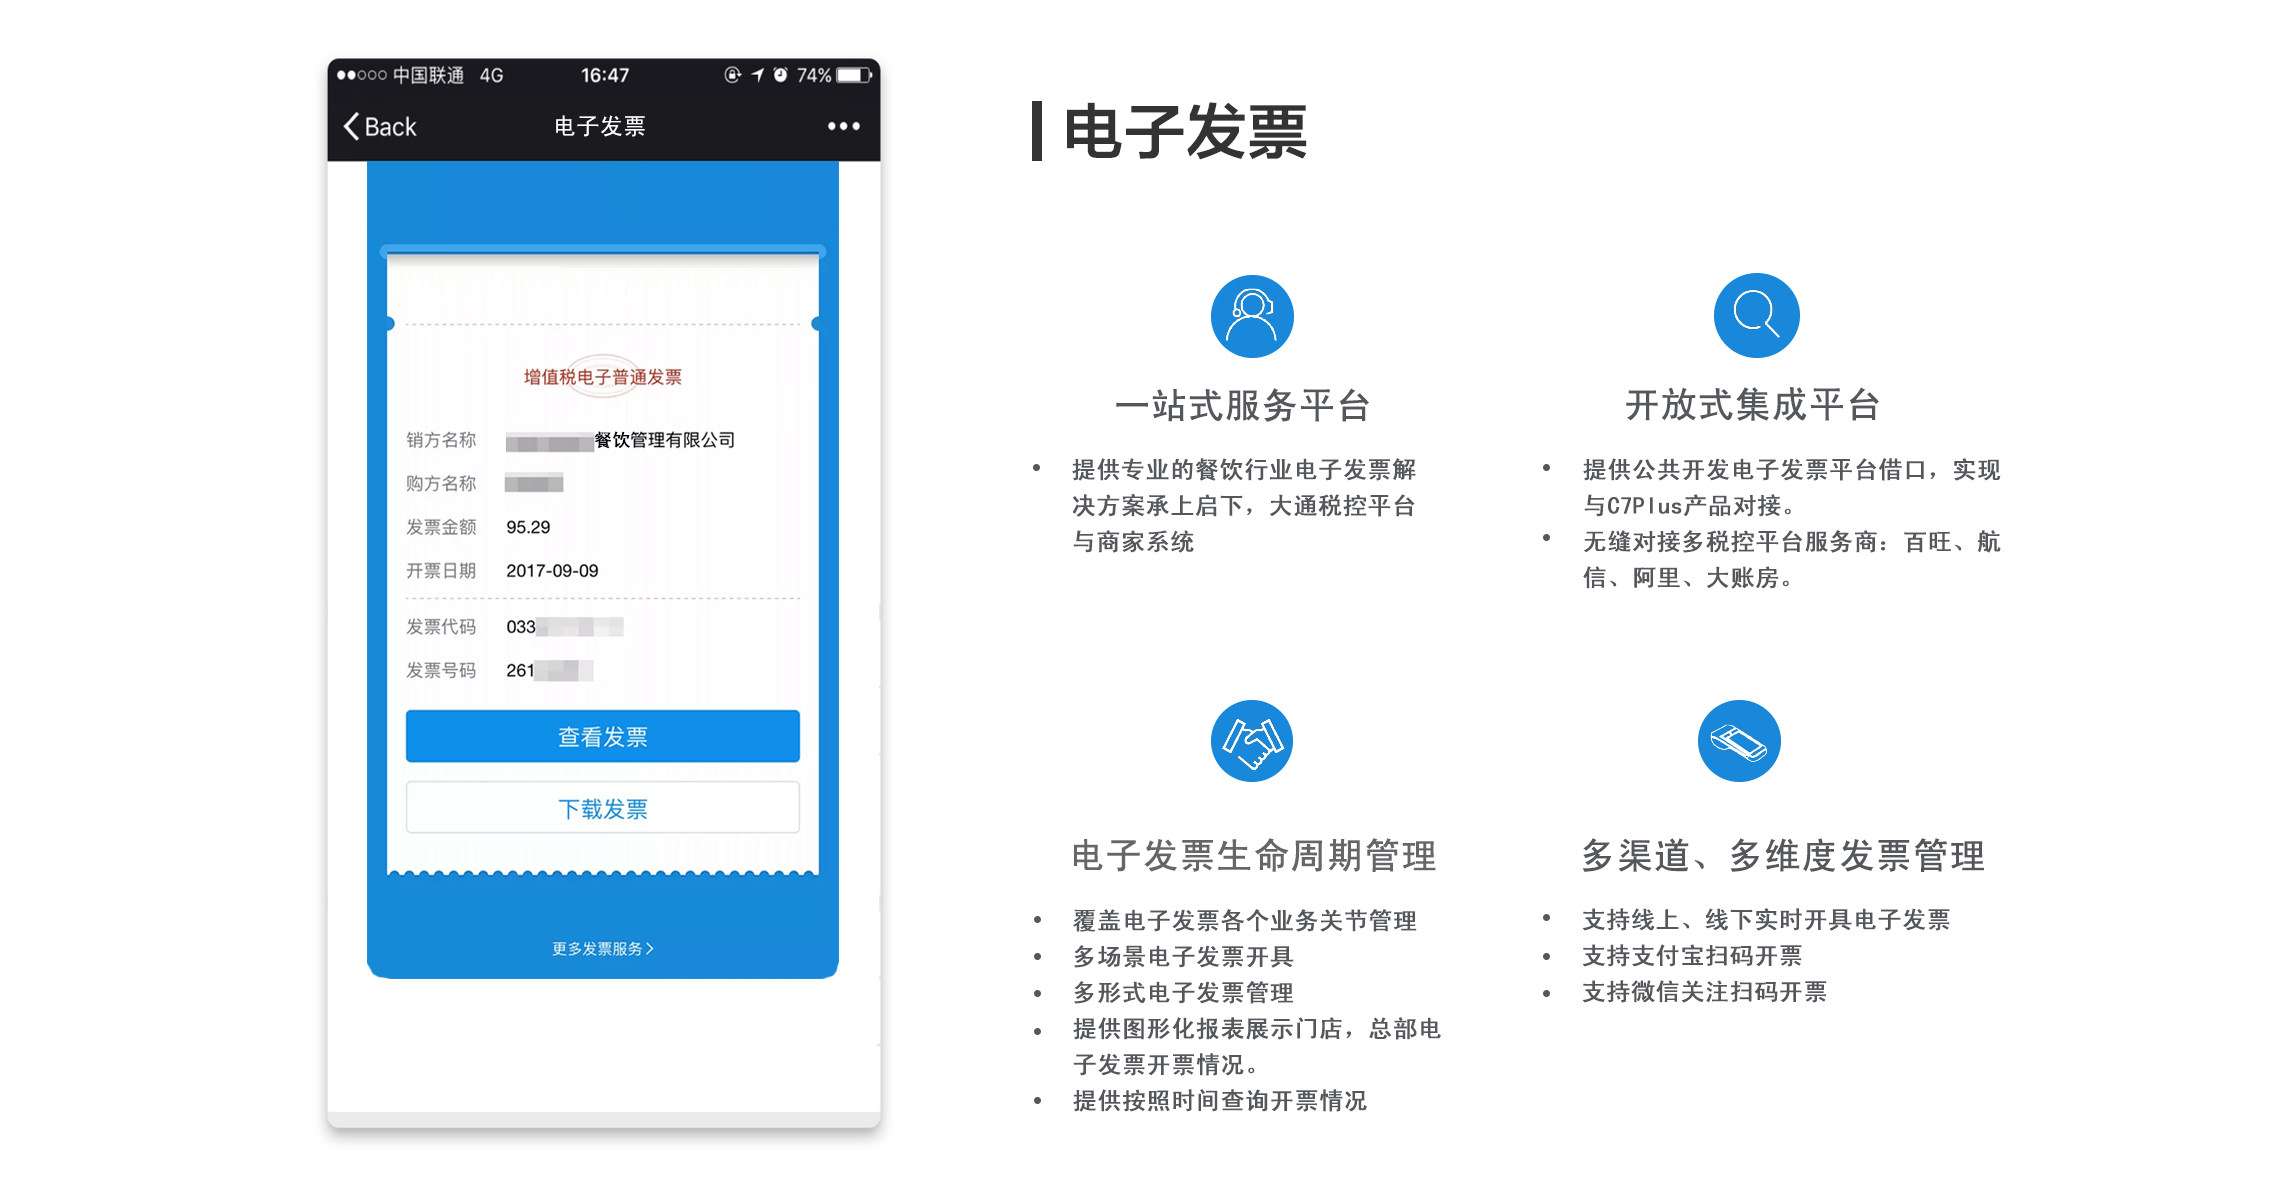 中国联通 4G 16:47 74%
Back 电子发票
增值税电子普通发票
销方名称 餐饮管理有限公司
购方名称
发票金额 95.29
开票日期 2017-09-09
发票代码 033
发票号码 261
查看发票
下载发票
更多发票服务
电子发票
一站式服务平台
提供专业的餐饮行业电子发票解
决方案承上启下，大通税控平台
与商家系统
开放式集成平台
提供公共开发电子发票平台借口，实现
与C7Plus产品对接。
无缝对接多税控平台服务商：百旺、航
信、阿里、大账房。
电子发票生命周期管理
覆盖电子发票各个业务关节管理
多场景电子发票开具
多形式电子发票管理
提供图形化报表展示门店，总部电
子发票开票情况。
提供按照时间查询开票情况
多渠道、多维度发票管理
支持线上、线下实时开具电子发票
支持支付宝扫码开票
支持微信关注扫码开票